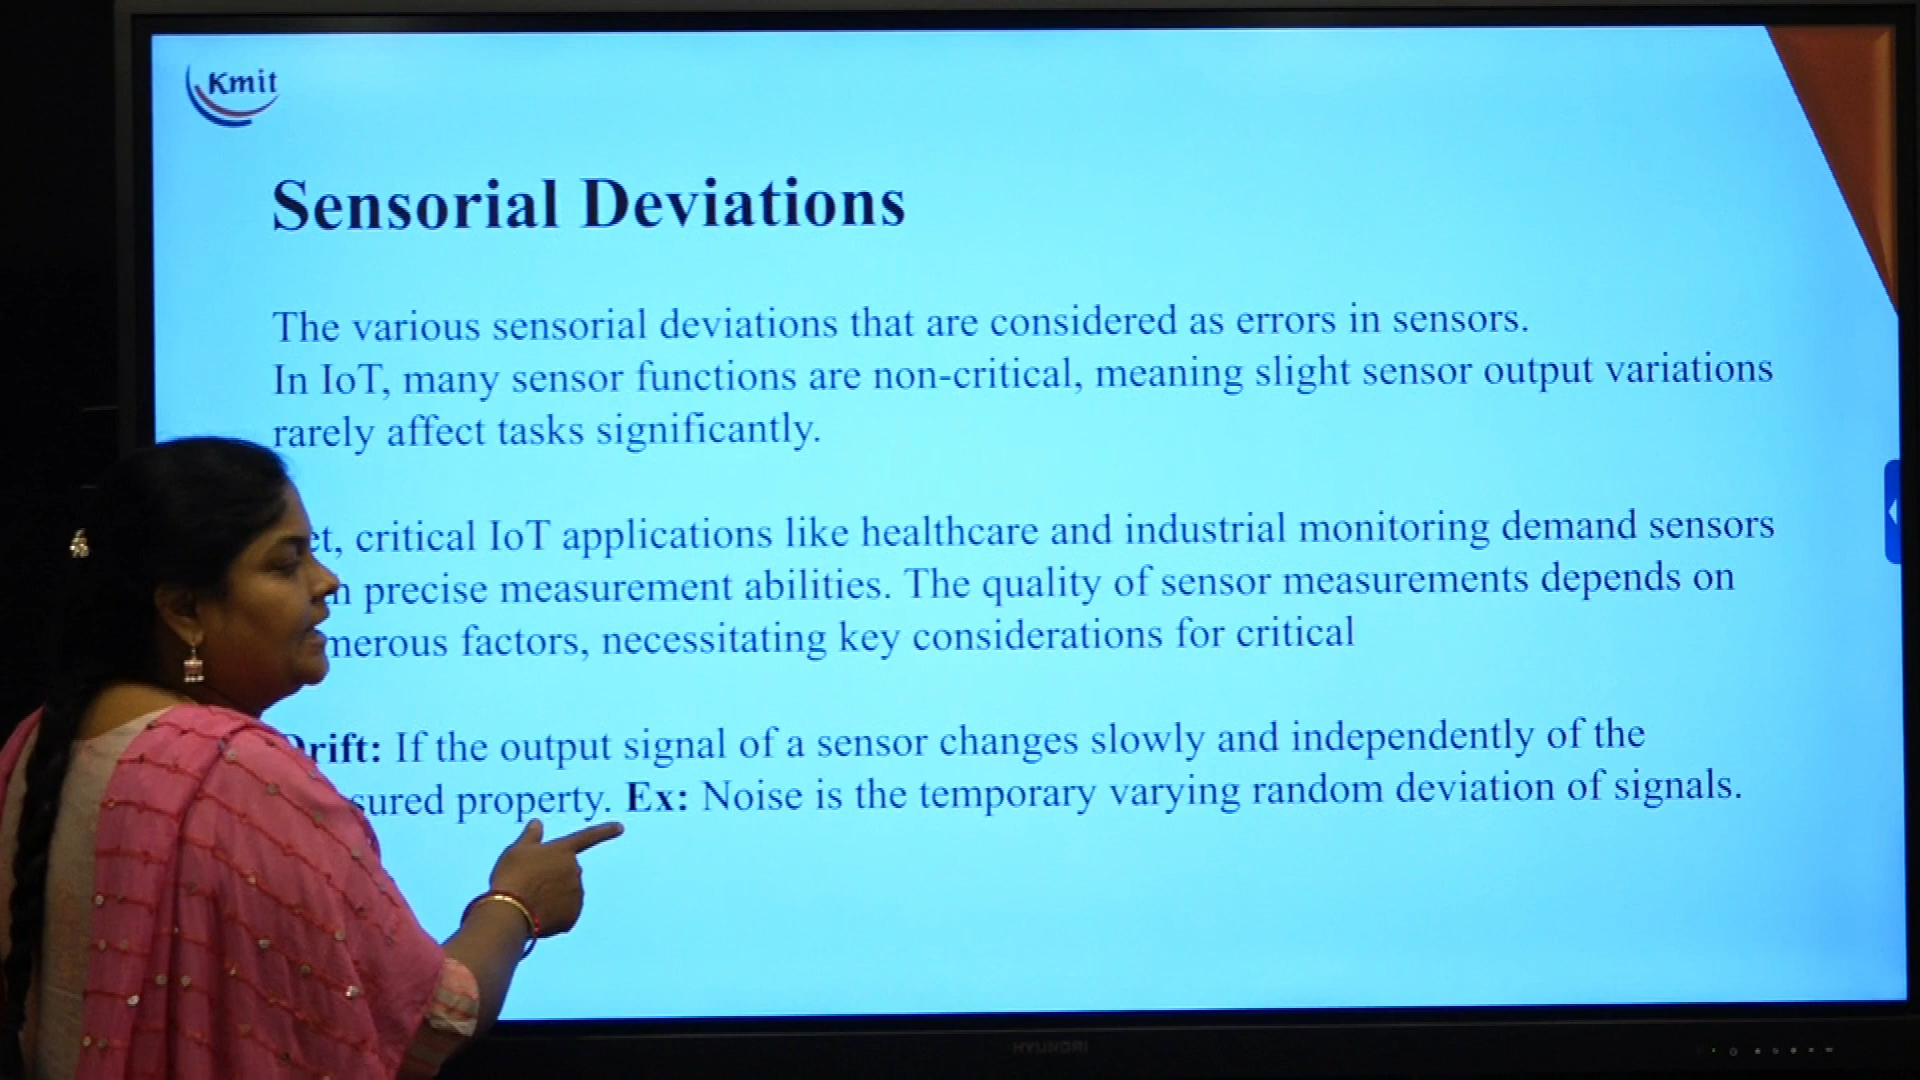 Kmit
Sensorial Deviations
The various sensorial deviations that are considered as errors in sensors.
In IoT, many sensor functions are non-critical, meaning slight sensor output variations
rarely affect tasks significantly.
et, critical IoT applications like healthcare and industrial monitoring demand sensors
precise measurement abilities. The quality of sensor measurements depends on
merous factors, necessitating key considerations for critical
Drift: If the output signal of a sensor changes slowly and independently of the
sured property. Ex: Noise is the temporary varying random deviation of signals.
HYUNDAI